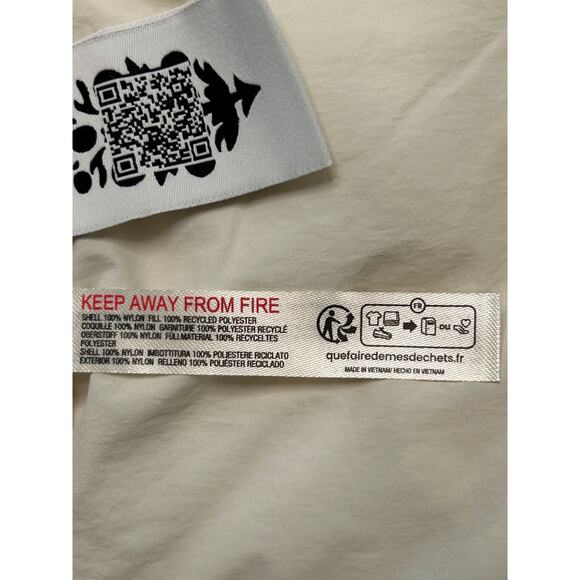 KEEP AWAY FROM FIRE
SHELL 100% NYLON FILL 100% RECYCLED POLYESTER
COQUILLE 100% NYLON GARNITURE 100% POLYESTER RECYCLÉ
OBERSTOFF 100% NYLON FÜLLMATERIAL 100% RECYCELTES
POLYESTER
SHELL 100% NYLON IMBOTTITURA 100% POLIESTERE RICICLATO
EXTERIOR 100% NYLON RELLENO 100% POLIÉSTER RECICLADO
FR
ou
quefairedemesdechets.fr
MADE IN VIETNAM/ HECHO EN VIETNAM